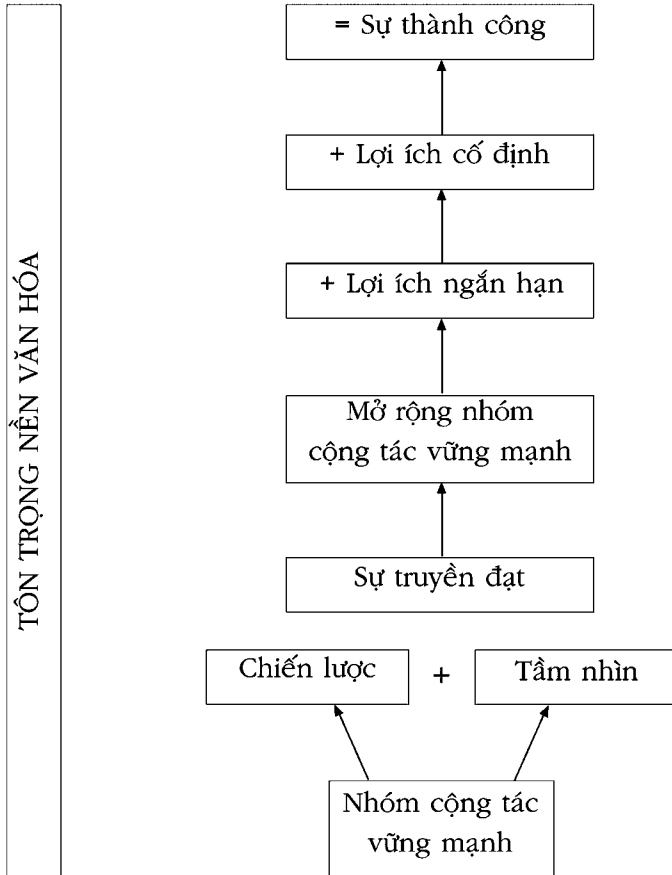 TÔN TRỌNG NỀN VĂN HÓA
= Sự thành công
+ Lợi ích cố định
+ Lợi ích ngắn hạn
Mở rộng nhóm
cộng tác vững mạnh
Sự truyền đạt
Chiến lược + Tầm nhìn
Nhóm cộng tác
vững mạnh